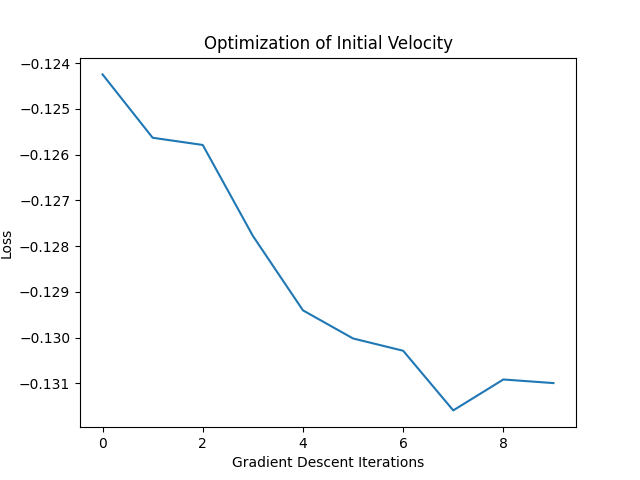 Optimization of Initial Velocity
−0.124
−0.125
−0.126
−0.127
−0.128
−0.129
−0.130
−0.131
Loss
0 2 4 6 8
Gradient Descent Iterations